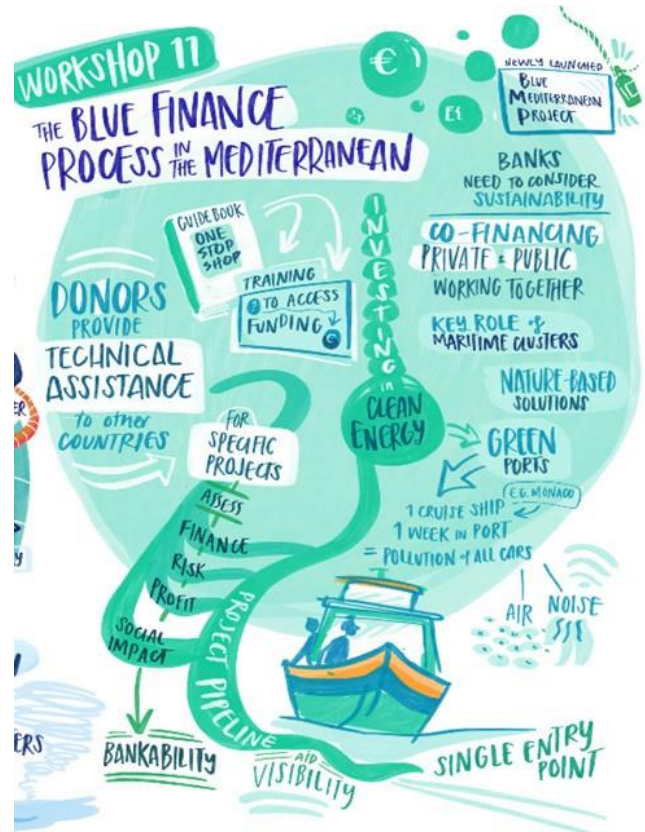 WORKSHOP 11
THE BLUE FINANCE
PROCESS IN THE MEDITERRANEAN
€
£
NEWLY LAUNCHED
BLUE
MEDITERRANEAN
PROJECT
BANKS
NEED TO CONSIDER
SUSTAINABILITY
CO-FINANCING
PRIVATE & PUBLIC
WORKING TOGETHER
KEY ROLE of
MARITIME CLUSTERS
NATURE-BASED
SOLUTIONS
GUIDEBOOK
ONE
STOP
SHOP
TRAINING
TO ACCESS
FUNDING
INVESTING
in
CLEAN
ENERGY
GREEN
PORTS
E.G. MONACO
1 CRUISE SHIP
1 WEEK IN PORT
= POLLUTION of ALL CARS
AIR
NOISE
DONORS
PROVIDE
TECHNICAL
ASSISTANCE
to other
COUNTRIES
FOR
SPECIFIC
PROJECTS
ASSESS
FINANCE
RISK
PROFIT
SOCIAL
IMPACT
PROJECT PIPELINE
BANKABILITY
AID
VISIBILITY
SINGLE ENTRY
POINT
ER
Y
ERS